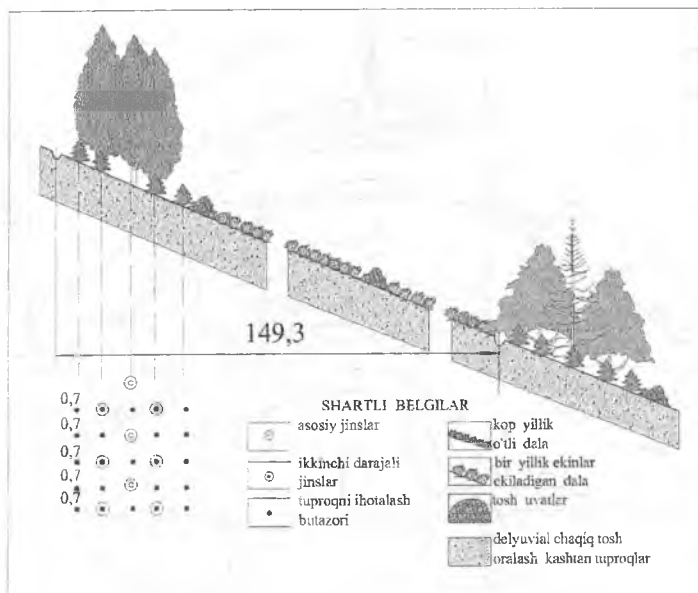 149,3
0,7
0,7
0,7
0,7
0,7
SHARTLI BELGILAR
c asosiy jinslar
ikkinchi darajali
jinslar
tuproqni ihotalash
butazori
kop yillik
o'tli dala
bir yillik ekinlar
ekiladigan dala
tosh uvatler
delyuvial chaqiq tosh
oralash kashtan tuproqlar
c
c
c